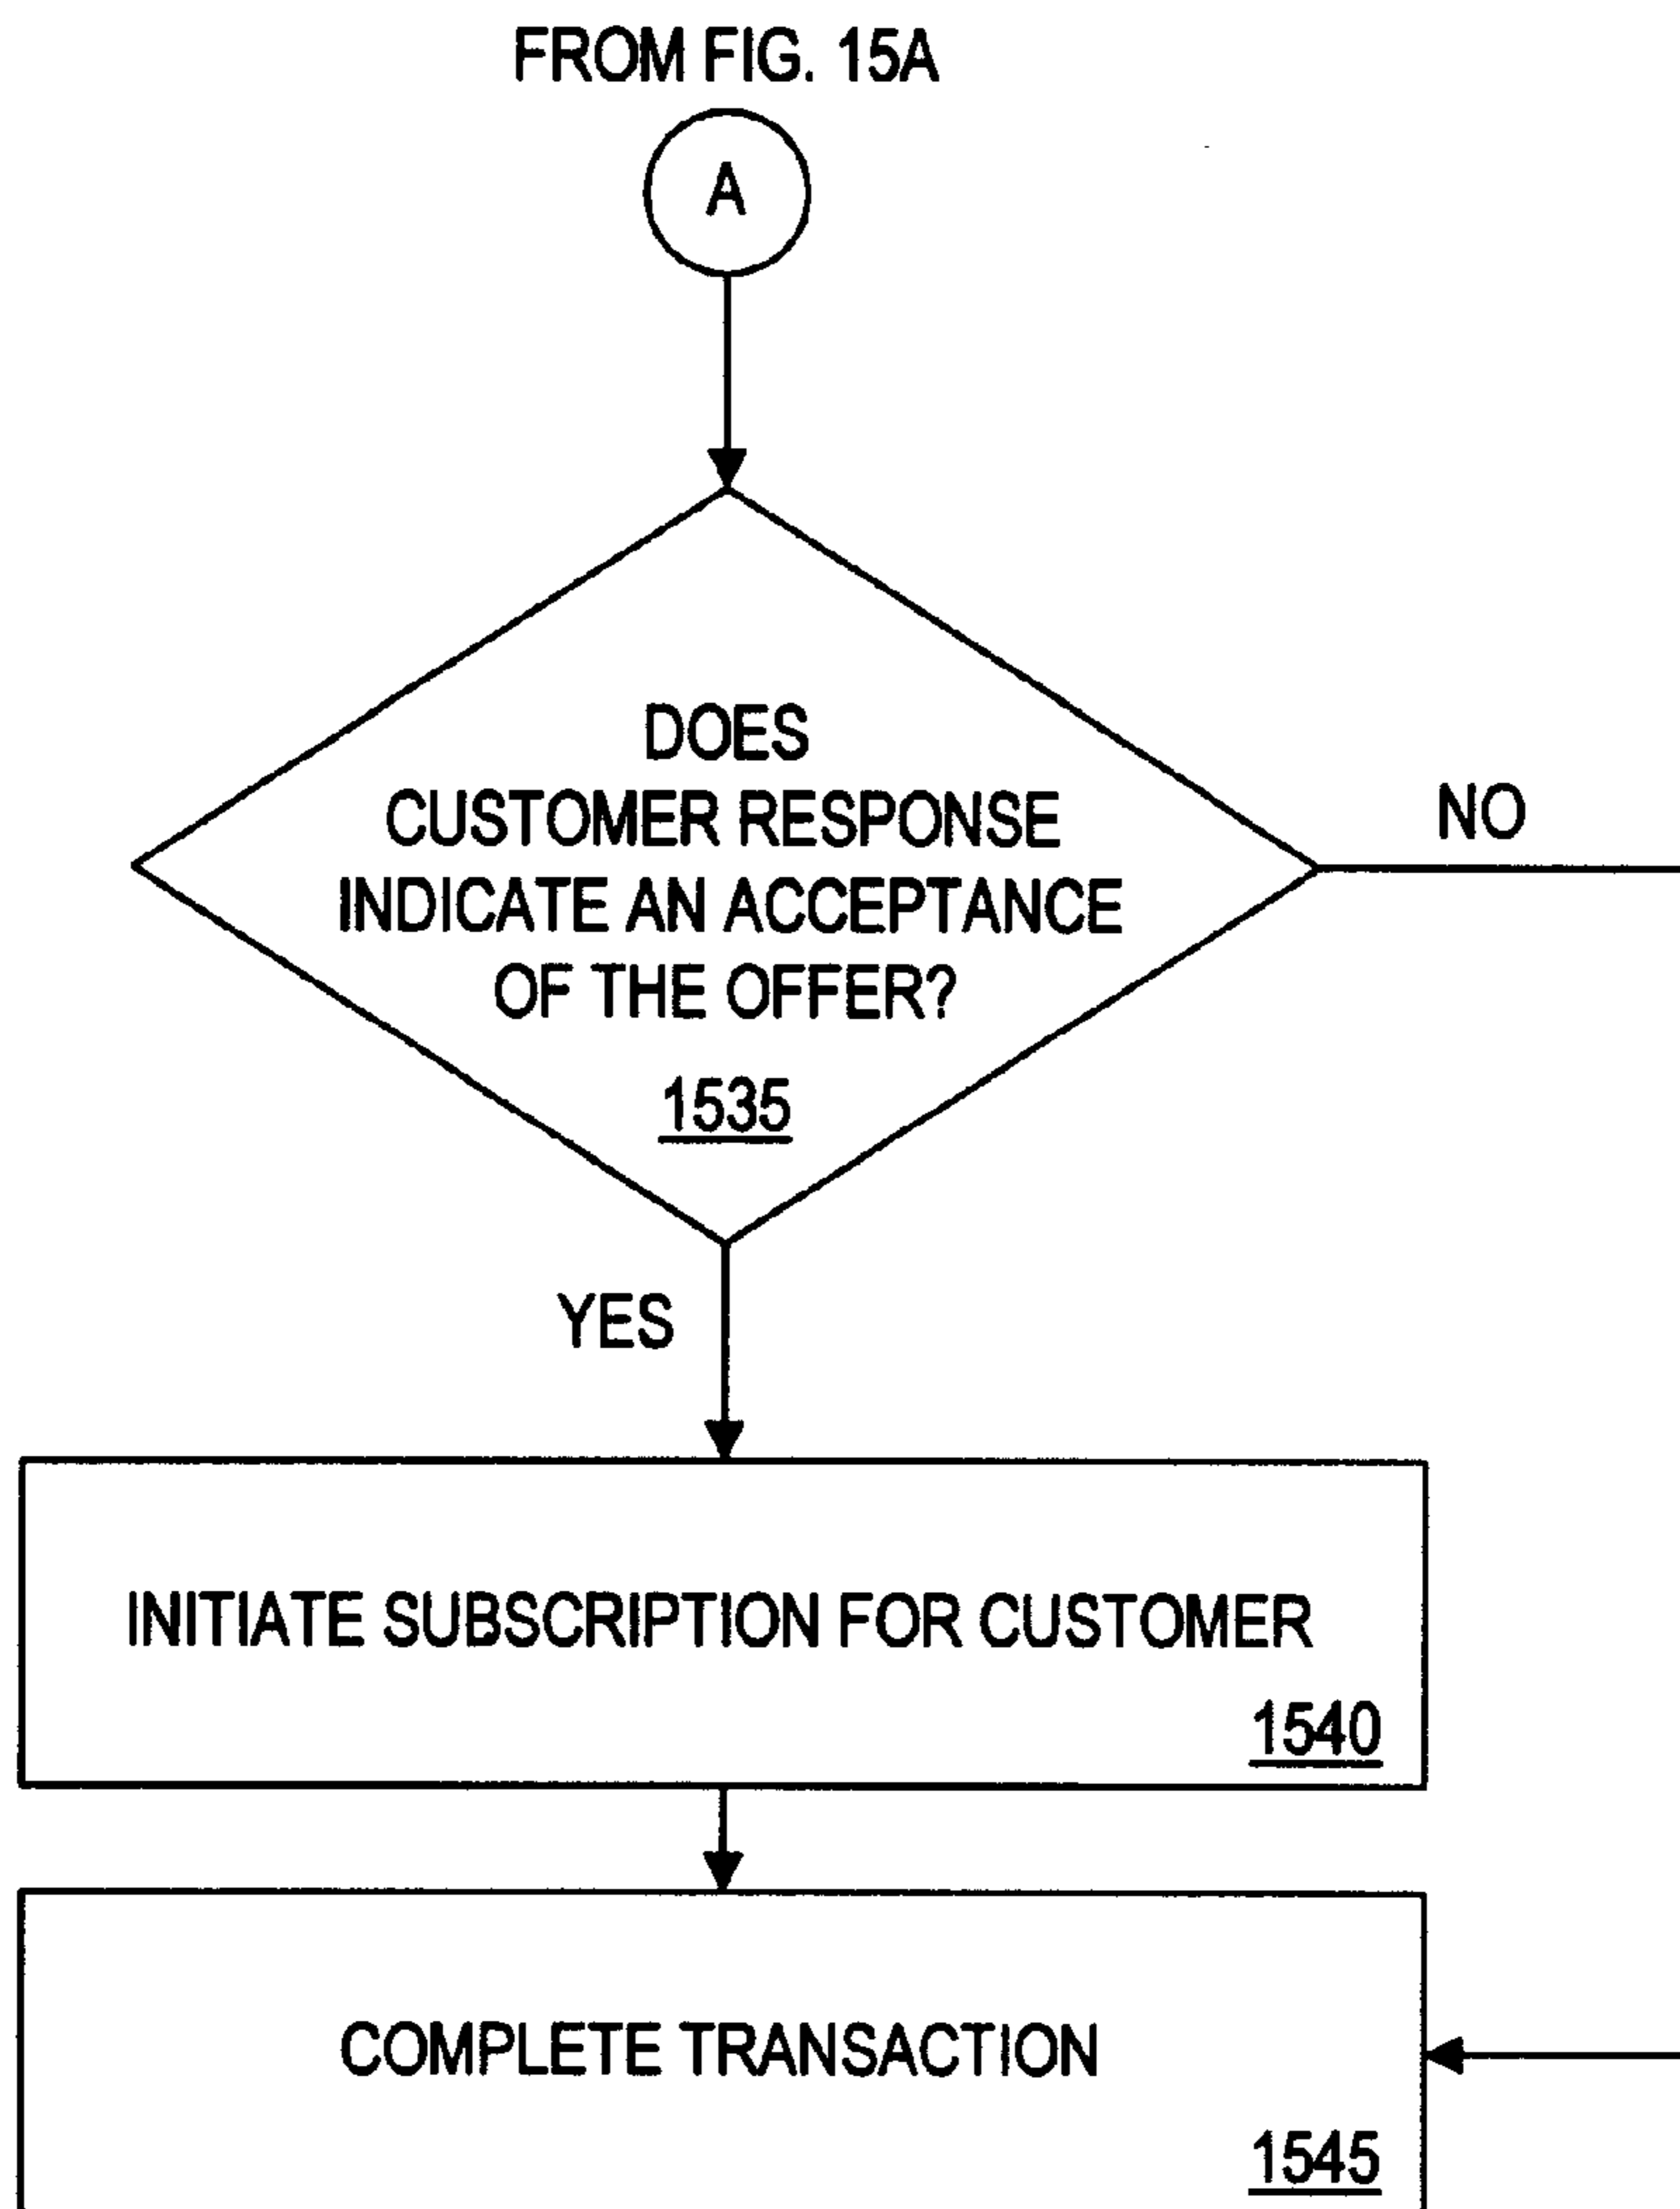 FROM FIG. 15A
A
DOES
CUSTOMER RESPONSE
INDICATE AN ACCEPTANCE
OF THE OFFER?
1535
NO
YES
INITIATE SUBSCRIPTION FOR CUSTOMER
1540
COMPLETE TRANSACTION
1545